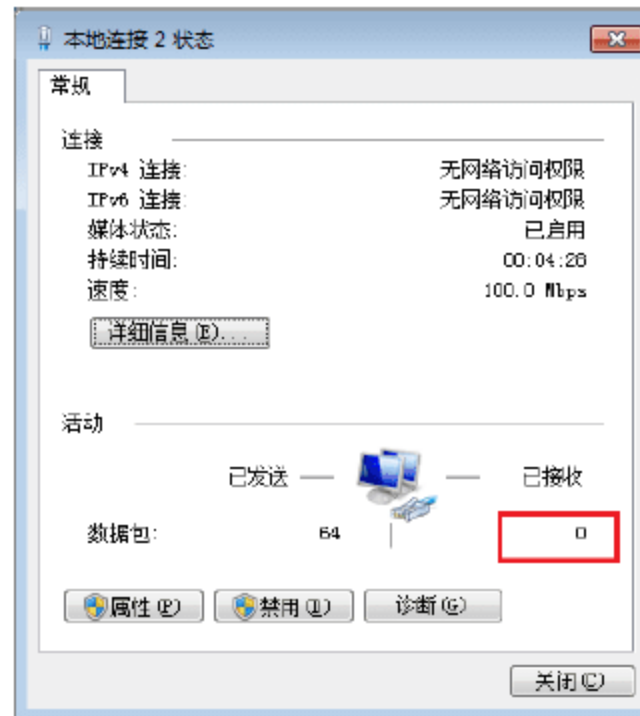 本地连接 2 状态
常规
连接
IPv4 连接: 无网络访问权限
IPv6 连接: 无网络访问权限
媒体状态: 已启用
持续时间: 00:04:28
速度: 100.0 Mbps
详细信息(E)...
活动
已发送 — — 已接收
数据包: 64 | 0
属性(P) 禁用(D) 诊断(G)
关闭(C)